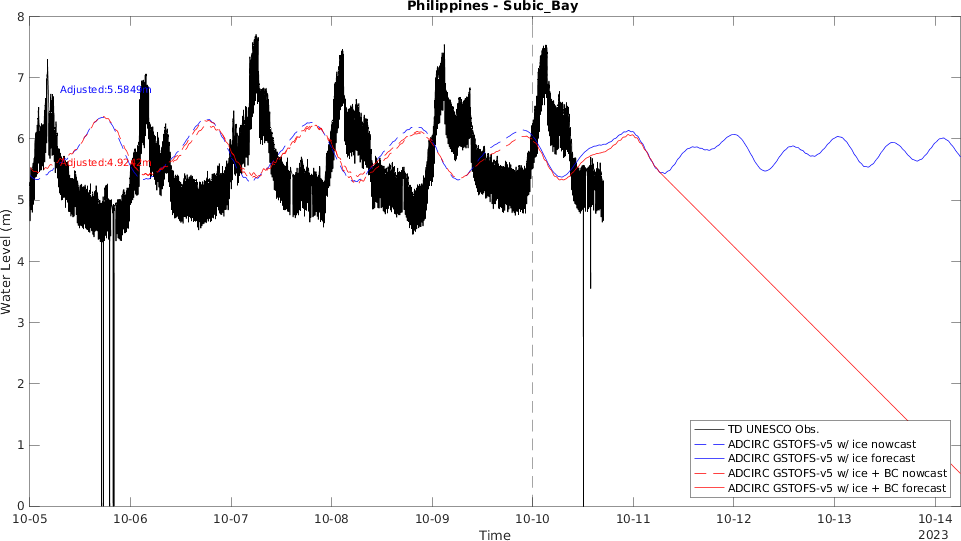 Philippines - Subic_Bay
Water Level (m)
8
7
6
5
4
3
2
1
0
Adjusted:5.5849m
10-05
10-06
10-07
10-08
10-09
10-10
10-11
10-12
10-13
10-14
2023
Time
TD UNESCO Obs.
ADCIRC GSTOFS-v5 w/ ice nowcast
ADCIRC GSTOFS-v5 w/ ice forecast
ADCIRC GSTOFS-v5 w/ ice + BC nowcast
ADCIRC GSTOFS-v5 w/ ice + BC forecast